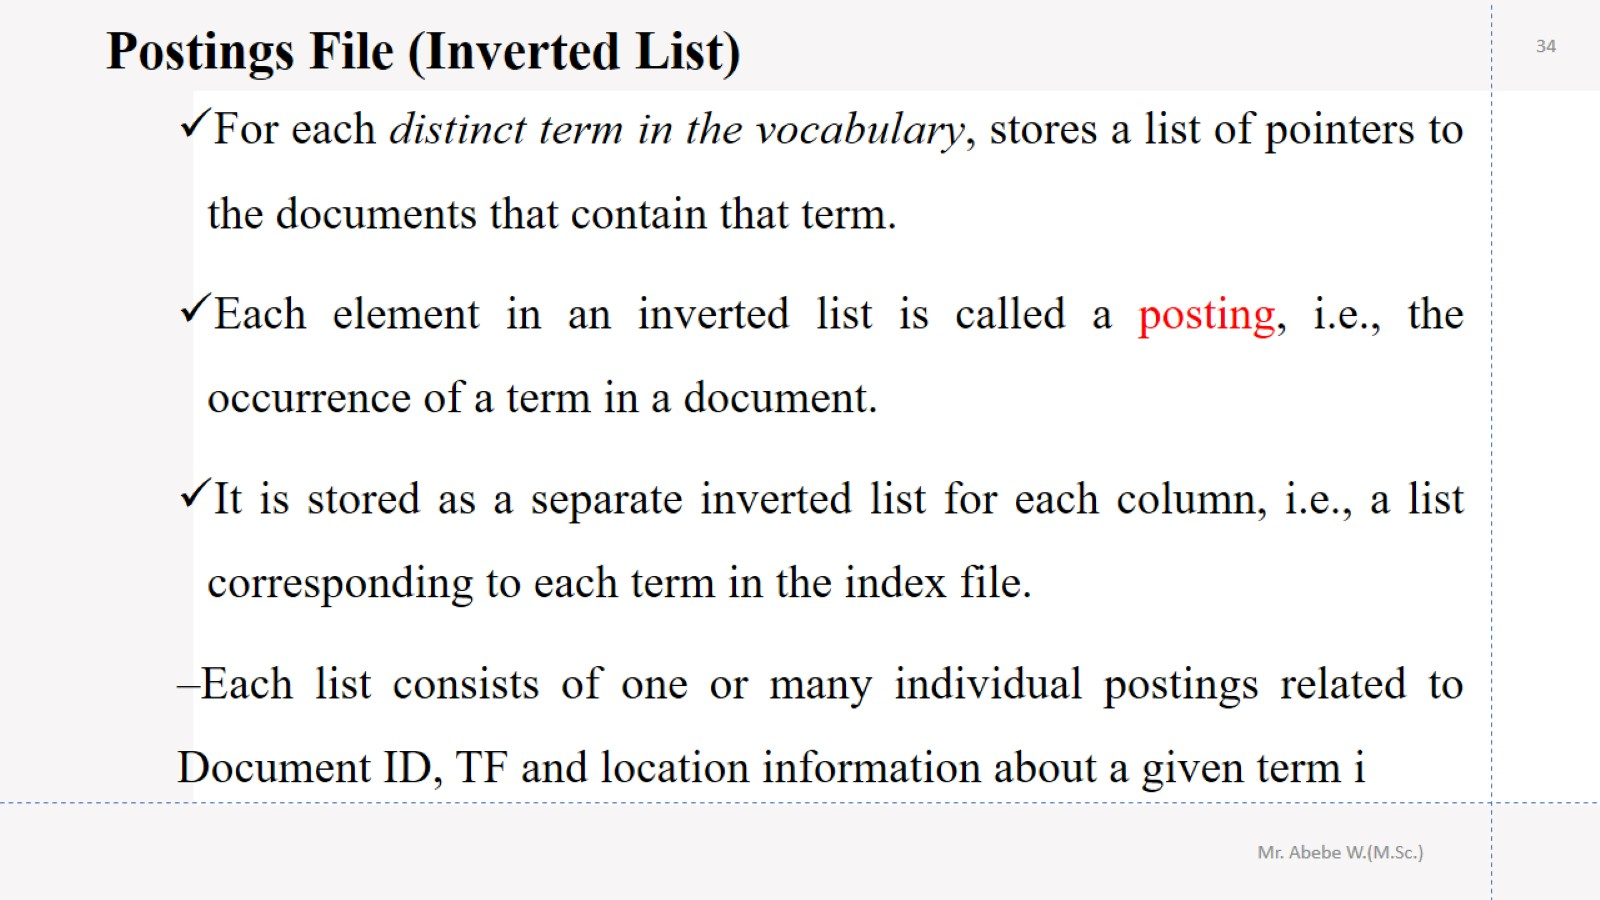 Postings File (Inverted List)
34
✓For each distinct term in the vocabulary, stores a list of pointers to
the documents that contain that term.
✓Each element in an inverted list is called a posting, i.e., the
occurrence of a term in a document.
✓It is stored as a separate inverted list for each column, i.e., a list
corresponding to each term in the index file.
–Each list consists of one or many individual postings related to
Document ID, TF and location information about a given term i
Mr. Abebe W.(M.Sc.)